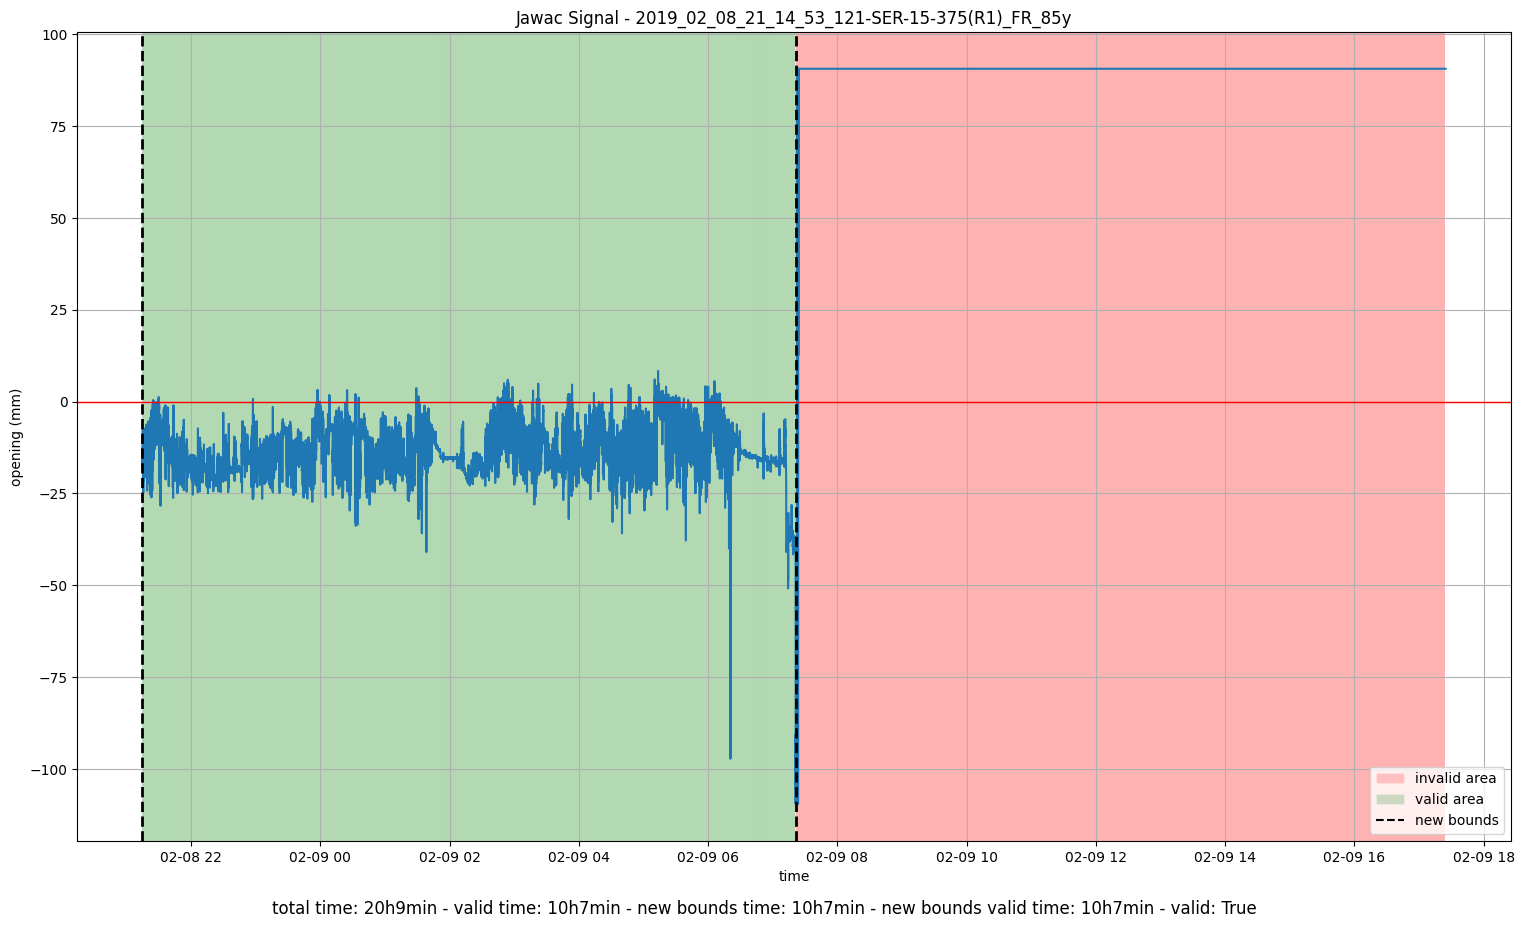 Jawac Signal - 2019_02_08_21_14_53_121-SER-15-375(R1)_FR_85y
100
75
50
25
0
−25
−50
−75
−100
opening (mm)
invalid area
valid area
new bounds
02-08 22
02-09 00
02-09 02
02-09 04
02-09 06
02-09 08
02-09 10
02-09 12
02-09 14
02-09 16
02-09 18
time
total time: 20h9min - valid time: 10h7min - new bounds time: 10h7min - new bounds valid time: 10h7min - valid: True